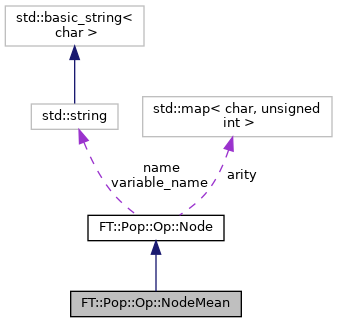 std::basic_string<
char >
std::string
std::map< char, unsigned
int >
name
variable_name
arity
FT::Pop::Op::Node
FT::Pop::Op::NodeMean